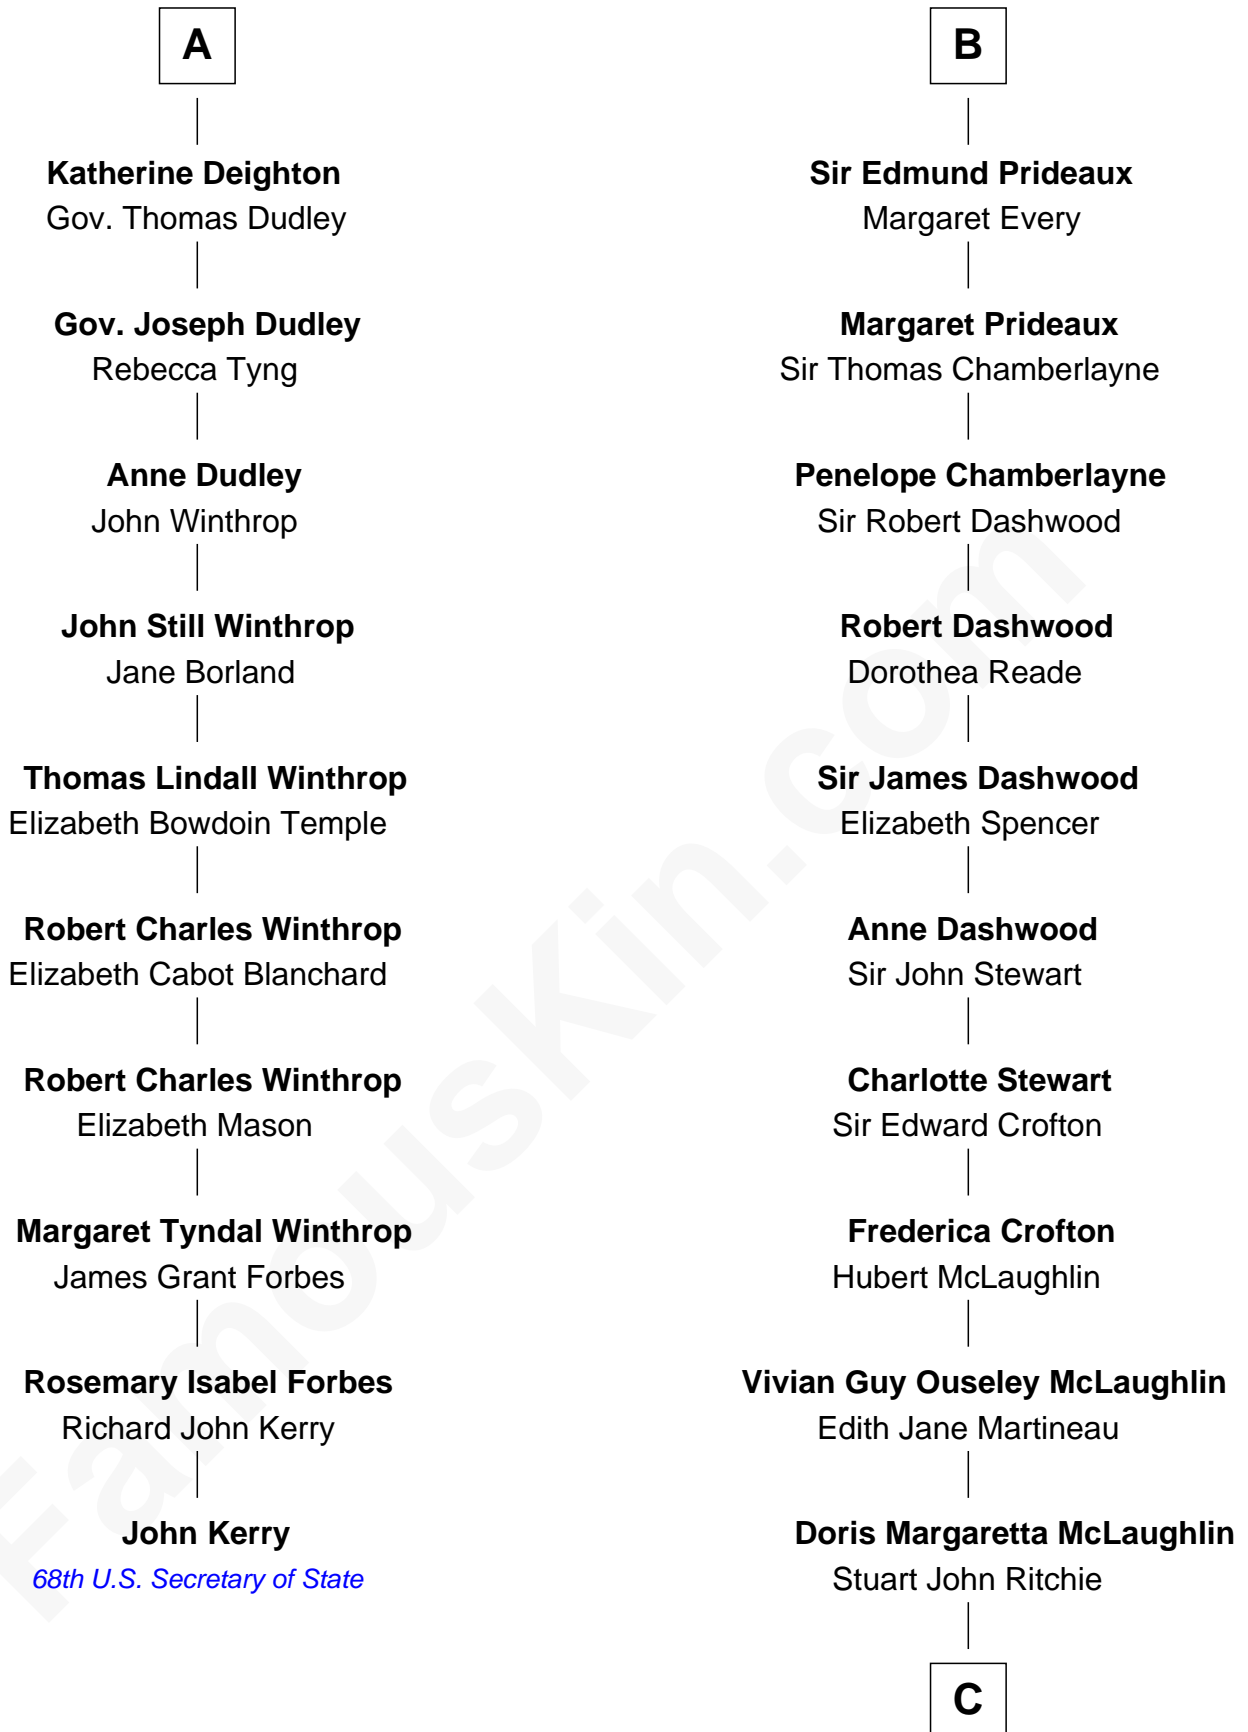 A
Katherine Deighton
Gov. Thomas Dudley
Gov. Joseph Dudley
Rebecca Tyng
Anne Dudley
John Winthrop
John Still Winthrop
Jane Borland
Thomas Lindall Winthrop
Elizabeth Bowdoin Temple
Robert Charles Winthrop
Elizabeth Cabot Blanchard
Robert Charles Winthrop
Elizabeth Mason
Margaret Tyndal Winthrop
James Grant Forbes
Rosemary Isabel Forbes
Richard John Kerry
John Kerry
68th U.S. Secretary of State
B
Sir Edmund Prideaux
Margaret Every
Margaret Prideaux
Sir Thomas Chamberlayne
Penelope Chamberlayne
Sir Robert Dashwood
Robert Dashwood
Dorothea Reade
Sir James Dashwood
Elizabeth Spencer
Anne Dashwood
Sir John Stewart
Charlotte Stewart
Sir Edward Crofton
Frederica Crofton
Hubert McLaughlin
Vivian Guy Ouseley McLaughlin
Edith Jane Martineau
Doris Margaretta McLaughlin
Stuart John Ritchie
C
FamousKin.com